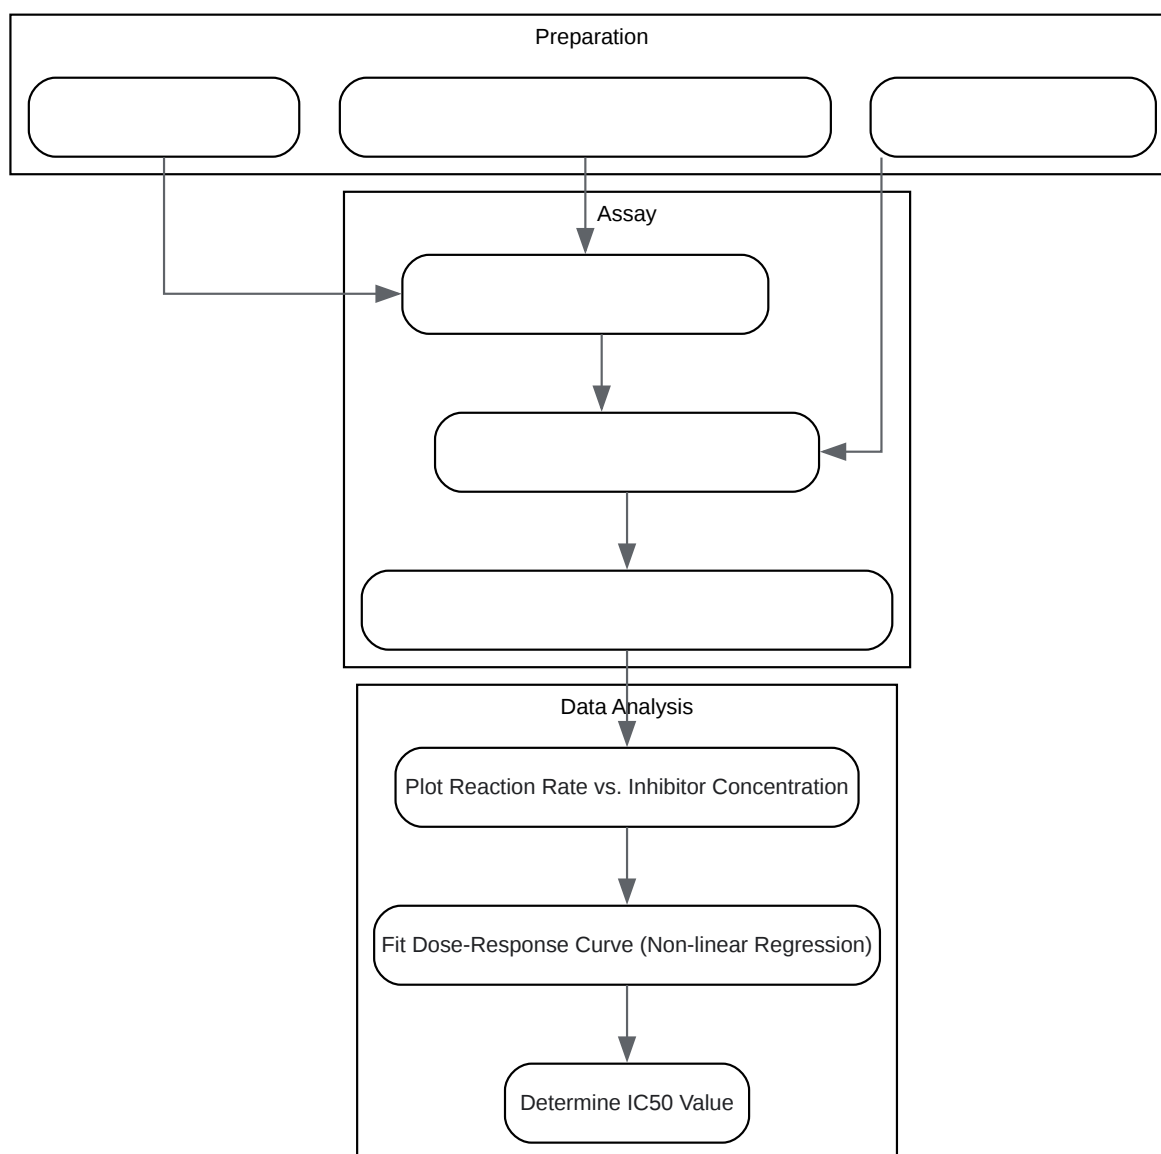 Preparation
Assay
Data Analysis
Plot Reaction Rate vs. Inhibitor Concentration
Fit Dose-Response Curve (Non-linear Regression)
Determine IC50 Value